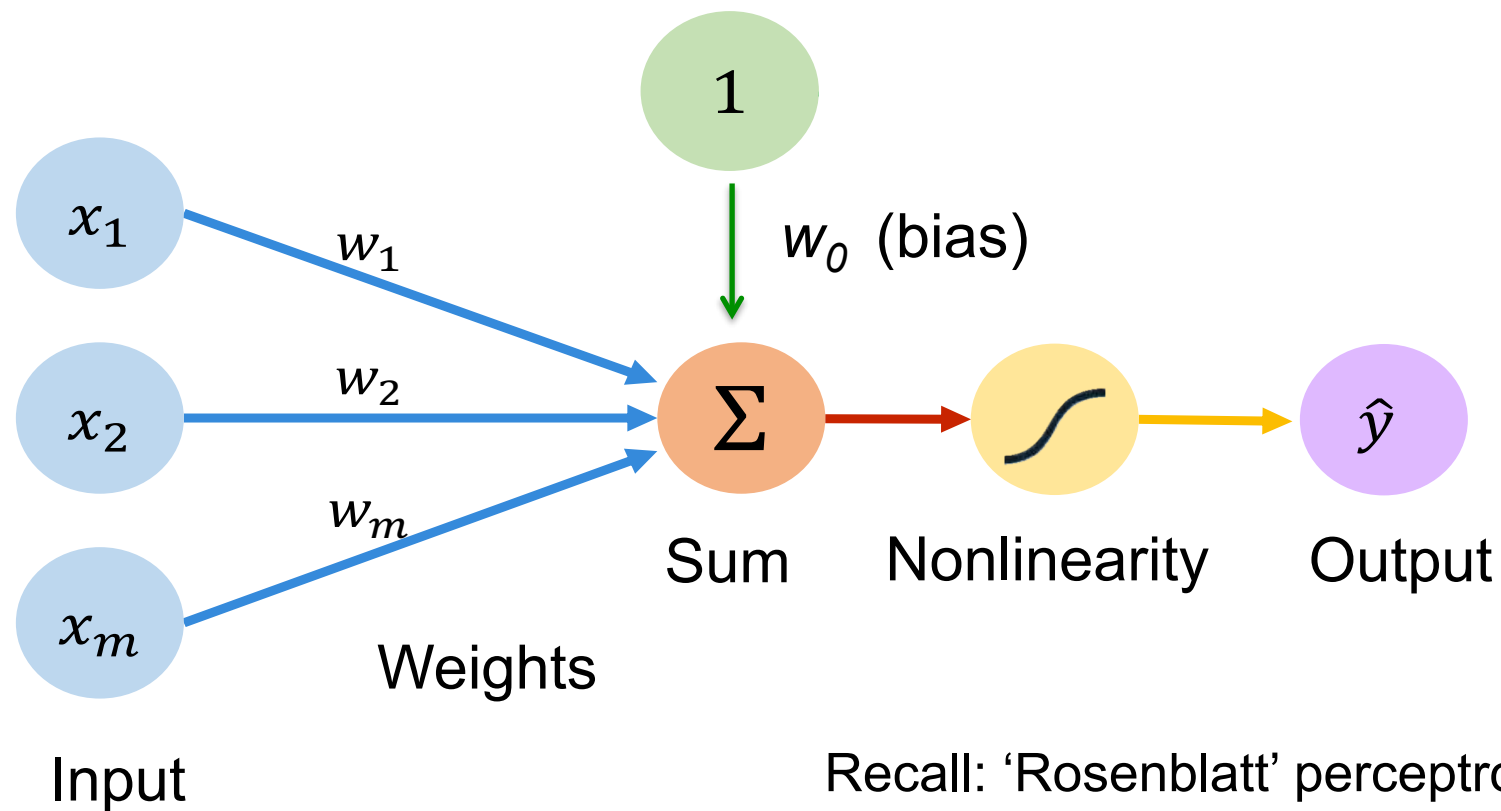 1
x₁
w₁
w₀ (bias)
x₂
w₂
Σ
ŷ
wₘ
Sum
Nonlinearity
Output
xₘ
Weights
Input
Recall: ‘Rosenblatt’ perceptro